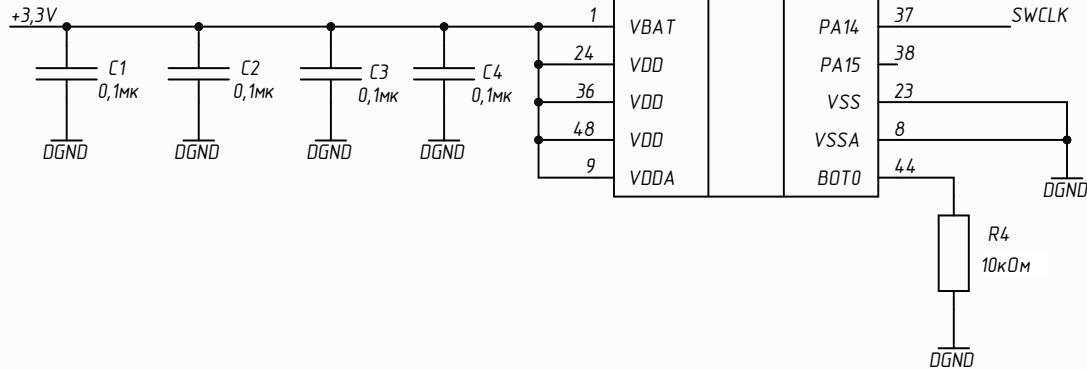 +3,3V
1
VBAT
PA14
37
SWCLK
C1
0,1мк
C2
0,1мк
C3
0,1мк
C4
0,1мк
24
VDD
PA15
38
36
VDD
VSS
23
48
VDD
VSSA
8
9
VDDA
BOT0
44
DGND
DGND
DGND
DGND
DGND
R4
10кОм
DGND